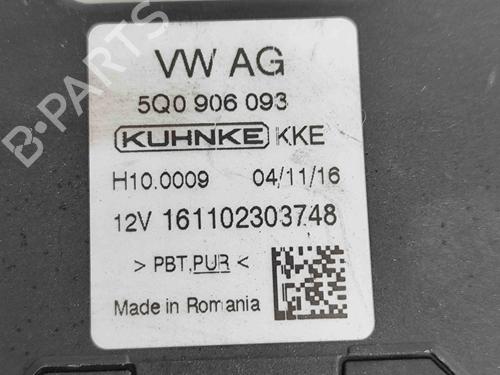 VW AG
5Q0 906 093
KUHNKE KKE
H10.0009 04/11/16
12V 161102303748
> PBT,PUR <
Made in Romania
B-PARTS